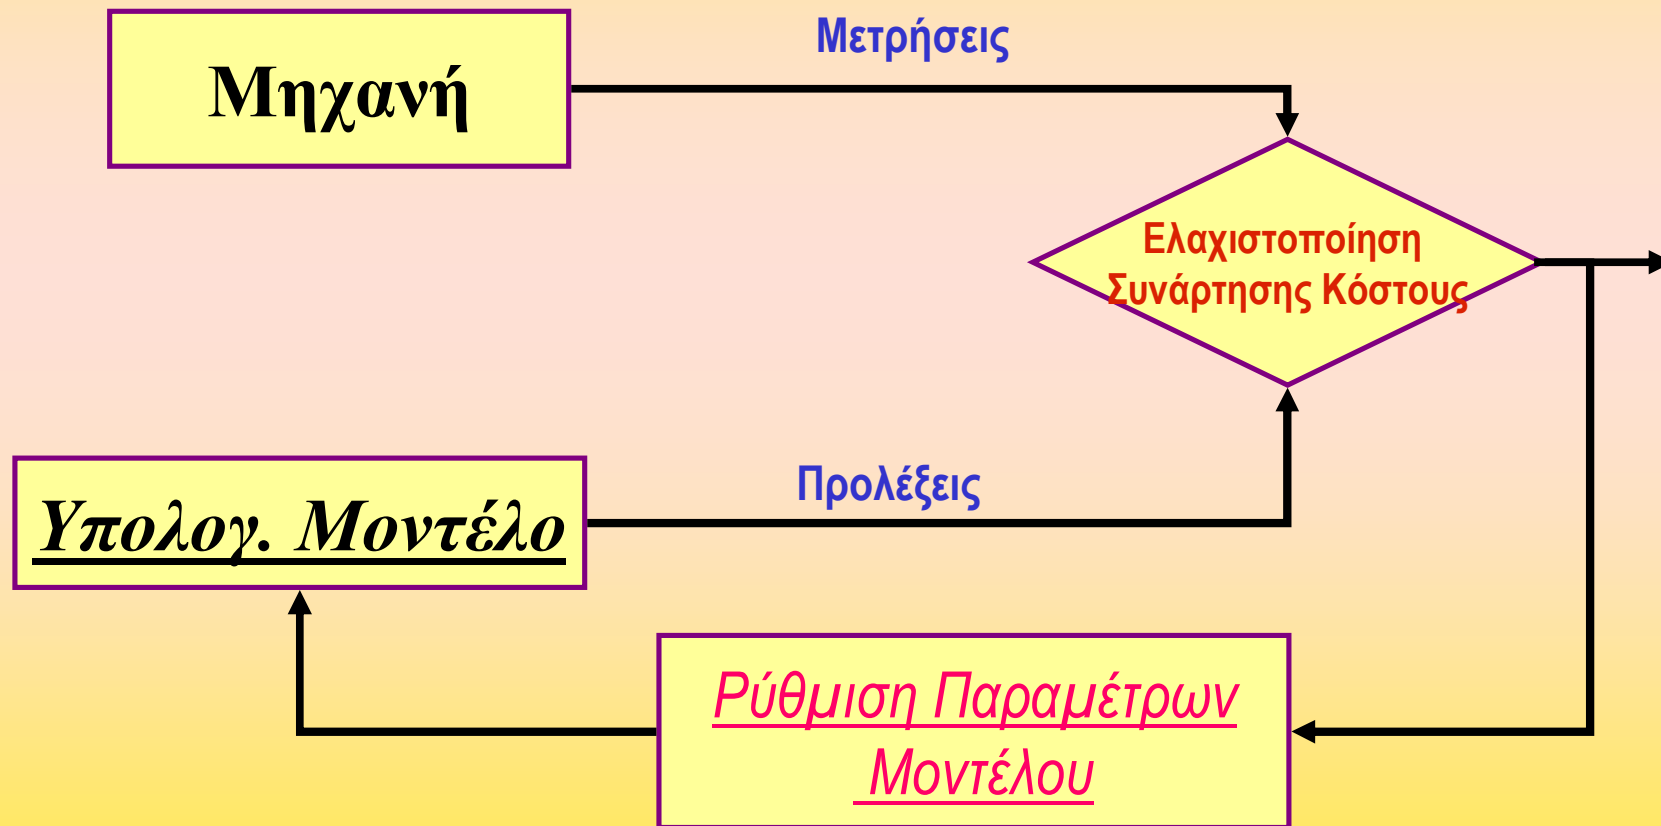 Μετρήσεις
Μηχανή
Ελαχιστοποίηση
Συνάρτησης Κόστους
Προλέξεις
Υπολογ. Μοντέλο
Ρύθμιση Παραμέτρων
Μοντέλου